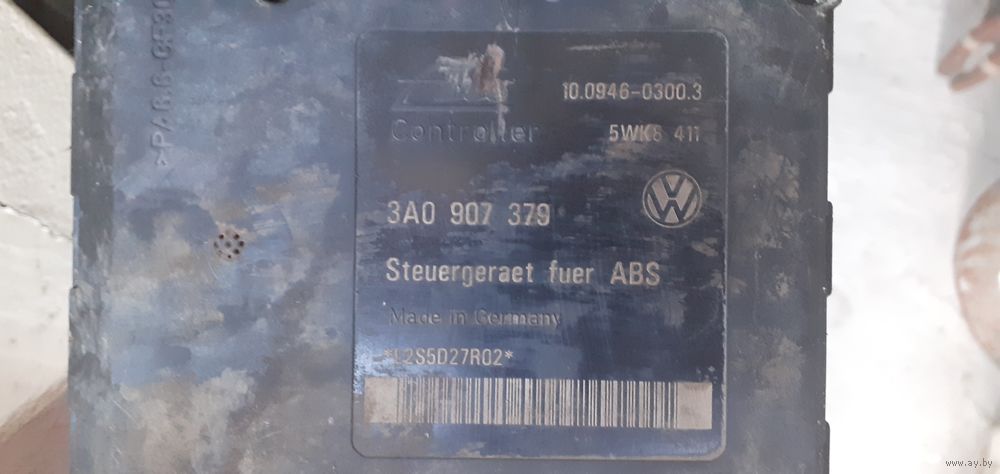 10.0946-0300.3
Controller
5WK8 411
3A0 907 379
Steuergeraet fuer ABS
Made in Germany
www.ay.by